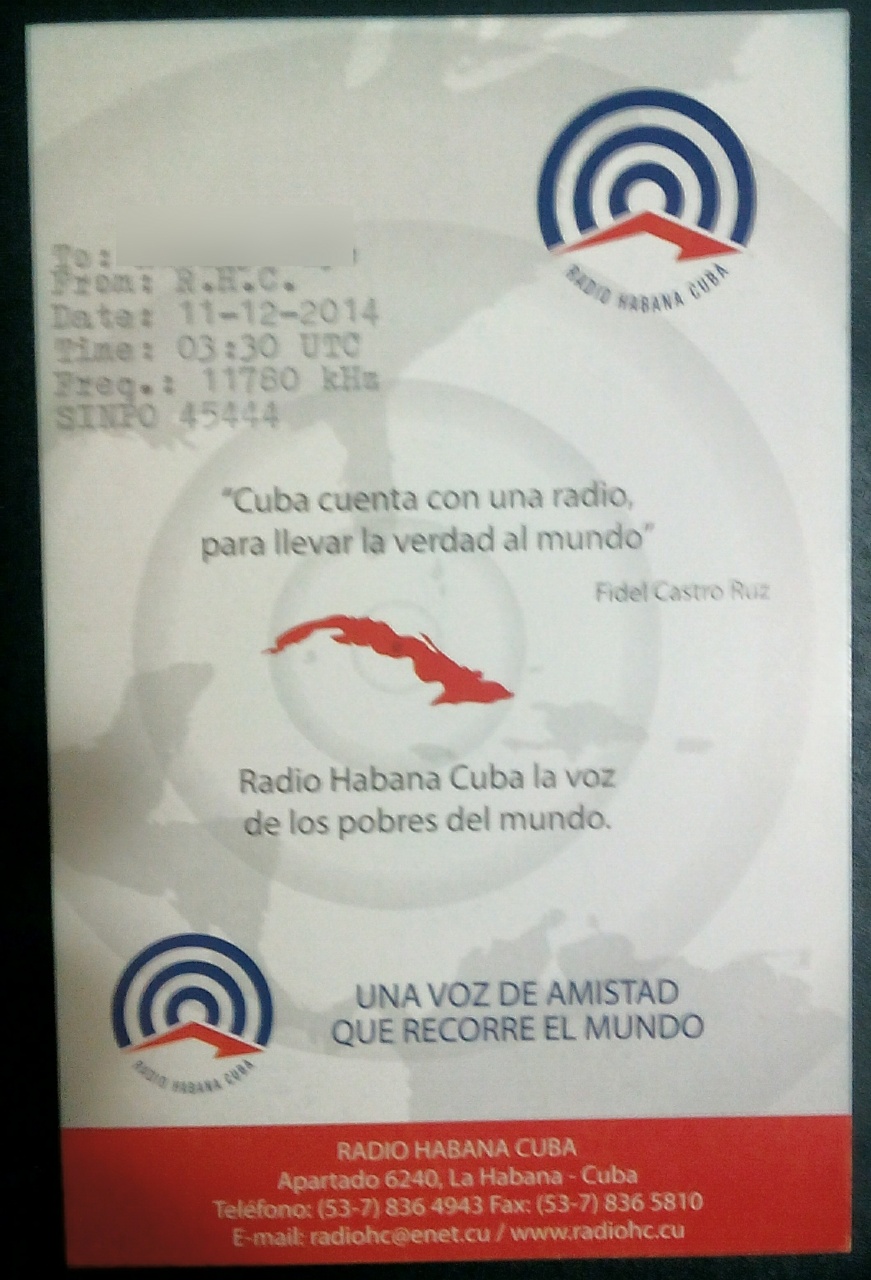 RADIO HABANA CUBA
To:
From: R.H.C.
Date: 11-12-2014
Time: 03:30 UTC
Freq.: 11780 kHz
SINPO 45444
“Cuba cuenta con una radio,
para llevar la verdad al mundo”
Fidel Castro Ruz
Radio Habana Cuba la voz
de los pobres del mundo.
RADIO HABANA CUBA
UNA VOZ DE AMISTAD
QUE RECORRE EL MUNDO
RADIO HABANA CUBA
Apartado 6240, La Habana - Cuba
Teléfono: (53-7) 836 4943 Fax: (53-7) 836 5810
E-mail: radiohc@enet.cu / www.radiohc.cu